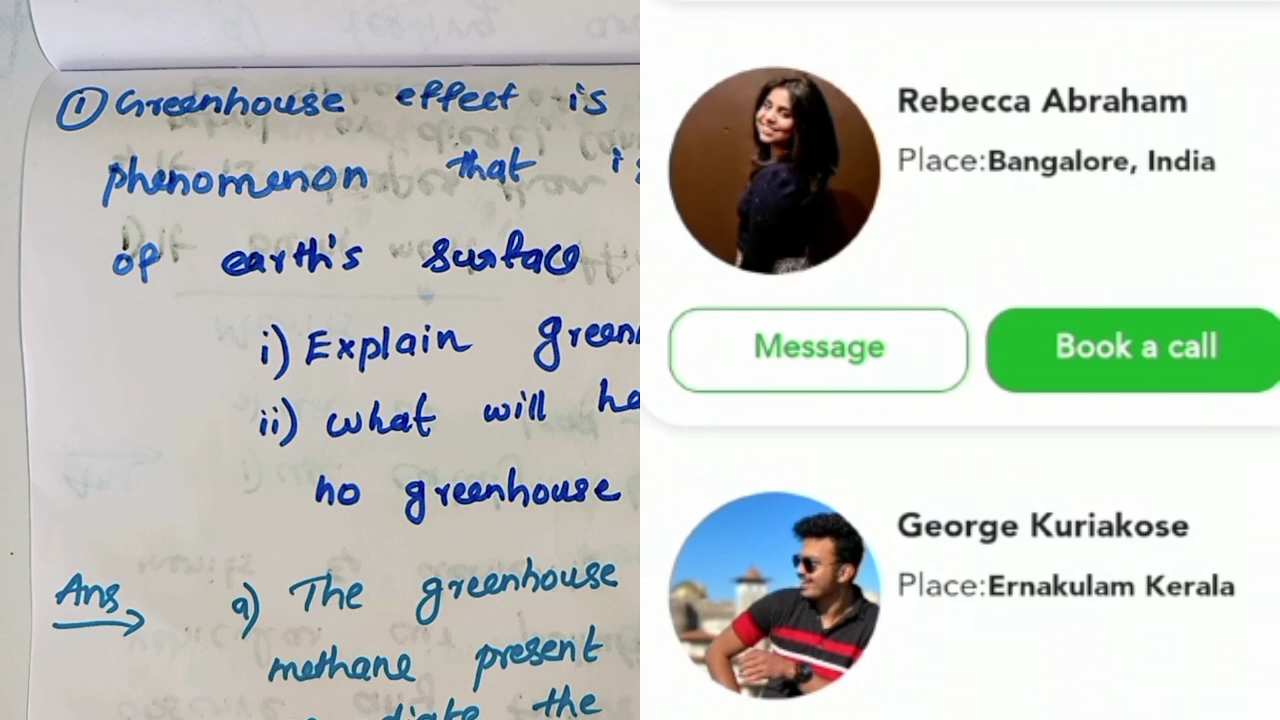 ① Greenhouse effect is
phenomenon that is
of earth's surface
i) Explain green
ii) what will ha
no greenhouse
Ans a) The greenhouse
methane present
the
Rebecca Abraham
Place:Bangalore, India
Message
Book a call
George Kuriakose
Place:Ernakulam Kerala